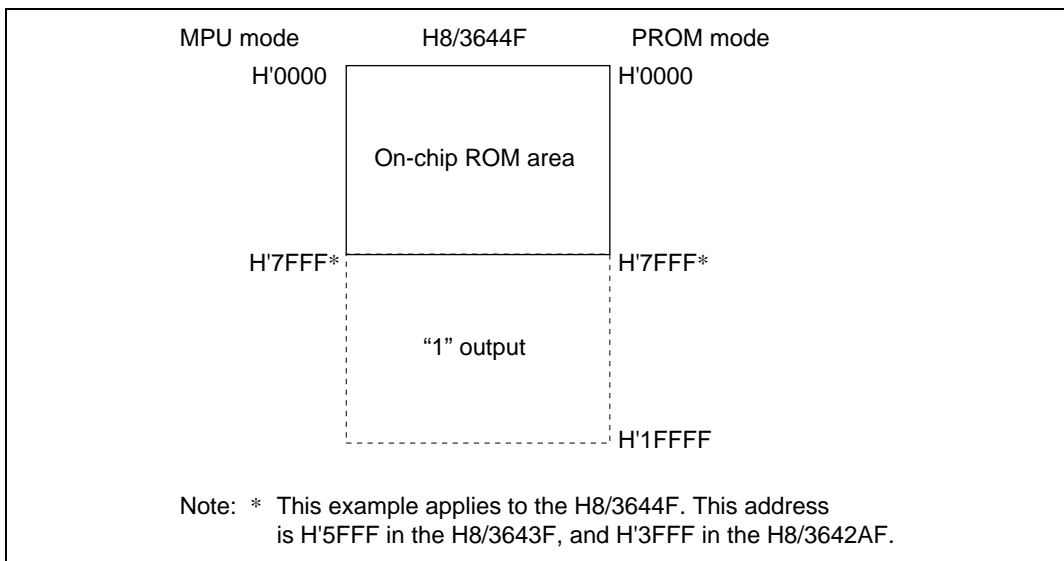 MPU mode H8/3644F PROM mode
H'0000 H'0000
On-chip ROM area
H'7FFF* H'7FFF*
“1” output
H'1FFFF
Note: * This example applies to the H8/3644F. This address
is H'5FFF in the H8/3643F, and H'3FFF in the H8/3642AF.